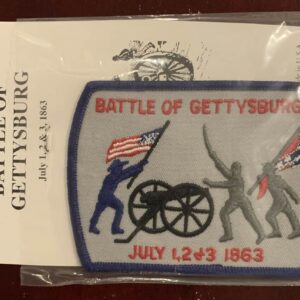 BATTLE OF
GETTYSBURG
July 1, 2 & 3, 1863
BATTLE OF GETTYSBURG
JULY 1,2&3 1863